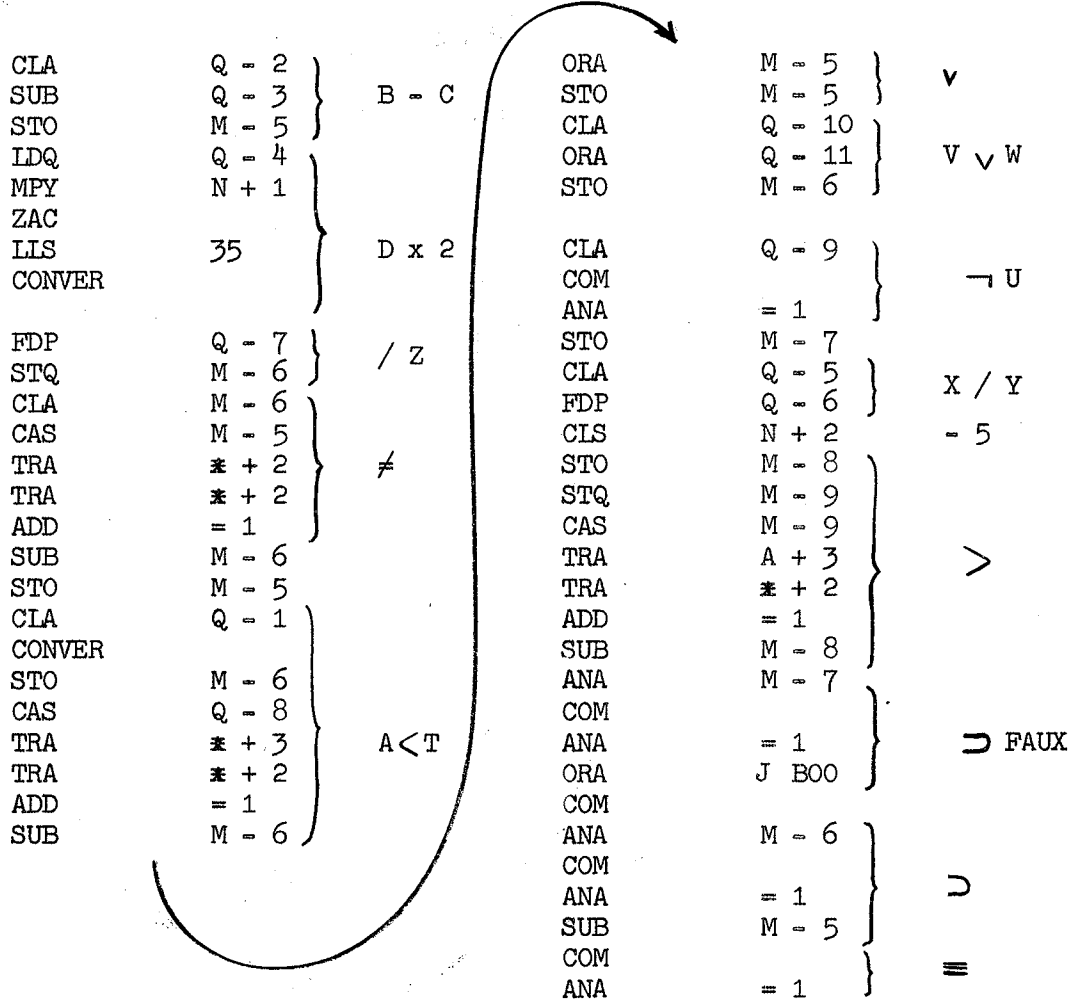 CLA Q - 2
SUB Q - 3 B - C
STO M - 5
LDQ Q - 4
MPY N + 1
ZAC
LLS 35 D x 2
CONVER
FDP Q - 7 / Z
STQ M - 6
CLA M - 6
CAS M - 5
TRA * + 2 ≠
TRA * + 2
ADD = 1
SUB M - 6
STO M - 5
CLA Q - 1
CONVER
STO M - 6
CAS Q - 8
TRA * + 3 A < T
TRA * + 2
ADD = 1
SUB M - 6
ORA M - 5 ∨
STO M - 5
CLA Q - 10
ORA Q - 11 V ∨ W
STO M - 6
CLA Q - 9
COM ¬ U
ANA = 1
STO M - 7
CLA Q - 5 X / Y
FDP Q - 6
CLS N + 2 - 5
STO M - 8
STQ M - 9
CAS M - 9
TRA A + 3 >
TRA * + 2
ADD = 1
SUB M - 8
ANA M - 7
COM
ANA = 1 ⊃ FAUX
ORA J BOO
COM
ANA M - 6
COM ⊃
ANA = 1
SUB M - 5
COM ≡
ANA = 1